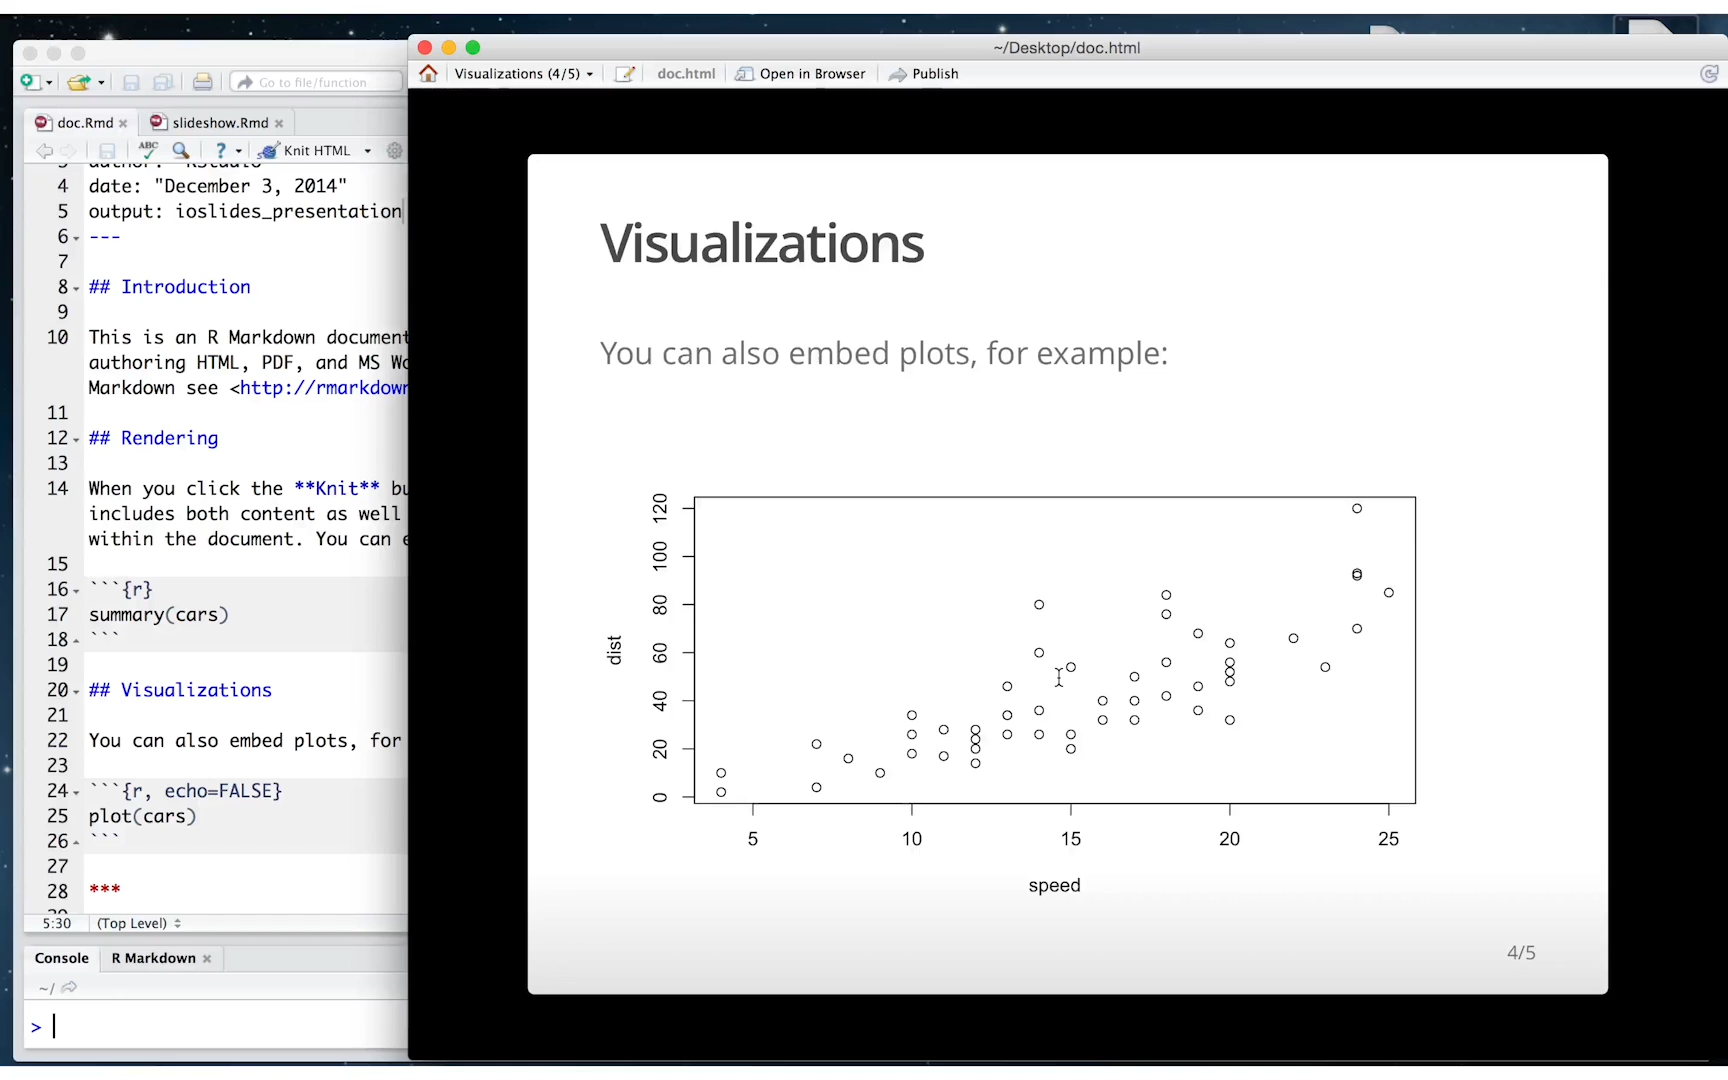 ~/Desktop/doc.html
Go to file/function
Visualizations (4/5)
doc.html
Open in Browser
Publish
doc.Rmd
slideshow.Rmd
ABC
?
Knit HTML
4 date: "December 3, 2014"
5 output: ioslides_presentation
6 ---
7
8 ## Introduction
9
10 This is an R Markdown document
authoring HTML, PDF, and MS
Markdown see <http://rmarkdown
11
12 ## Rendering
13
14 When you click the **Knit**
includes both content as well
within the document. You can
15
16 ```{r}
17 summary(cars)
18 ```
19
20 ## Visualizations
21
22 You can also embed plots, for
23
24 ```{r, echo=FALSE}
25 plot(cars)
26 ```
27
28 ***
5:30 (Top Level)
Console
R Markdown
~/
>
Visualizations
You can also embed plots, for example:
120
100
80
60
40
20
0
dist
5 10 15 20 25
speed
4/5